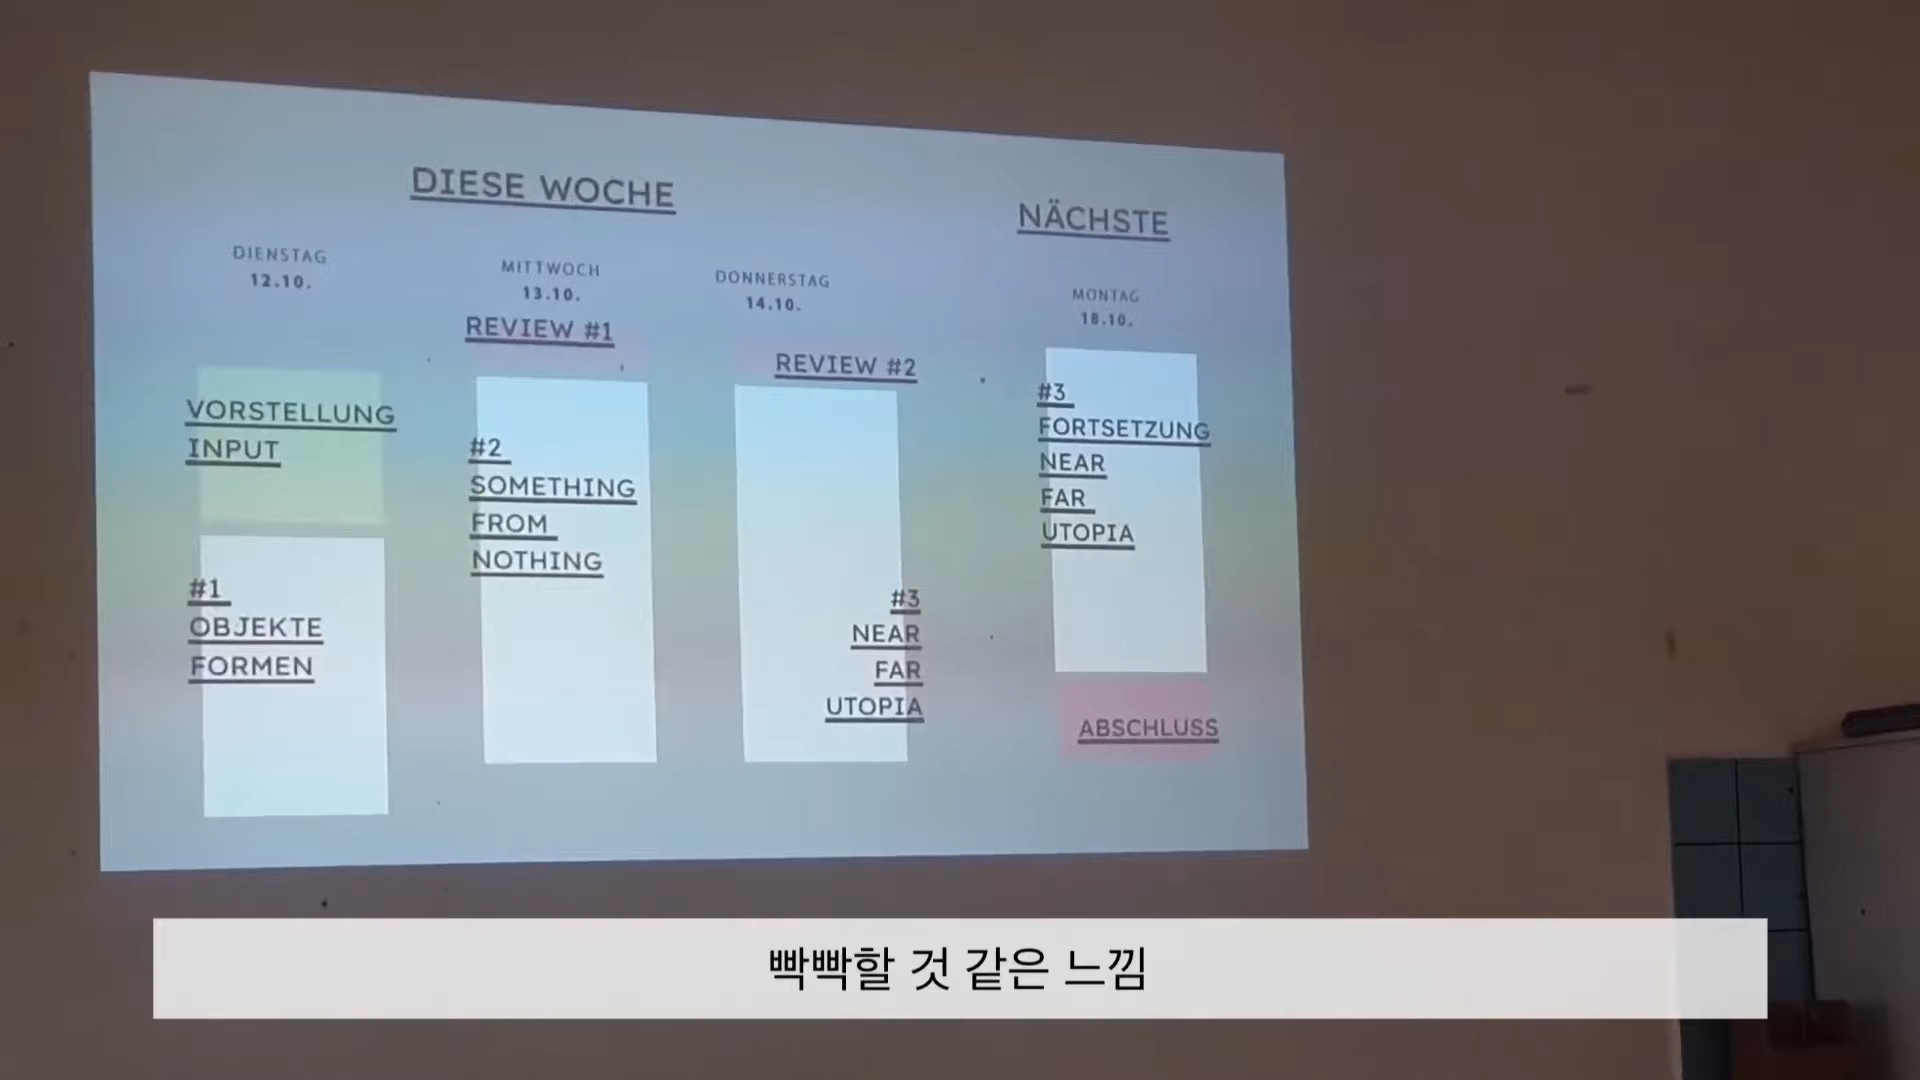 DIESE WOCHE
NÄCHSTE
DIENSTAG
12.10.
VORSTELLUNG
INPUT
#1
OBJEKTE
FORMEN
MITTWOCH
13.10.
REVIEW #1
#2
SOMETHING
FROM
NOTHING
DONNERSTAG
14.10.
REVIEW #2
#3
NEAR
FAR
UTOPIA
MONTAG
18.10.
#3
FORTSETZUNG
NEAR
FAR
UTOPIA
ABSCHLUSS
빡빡할 것 같은 느낌